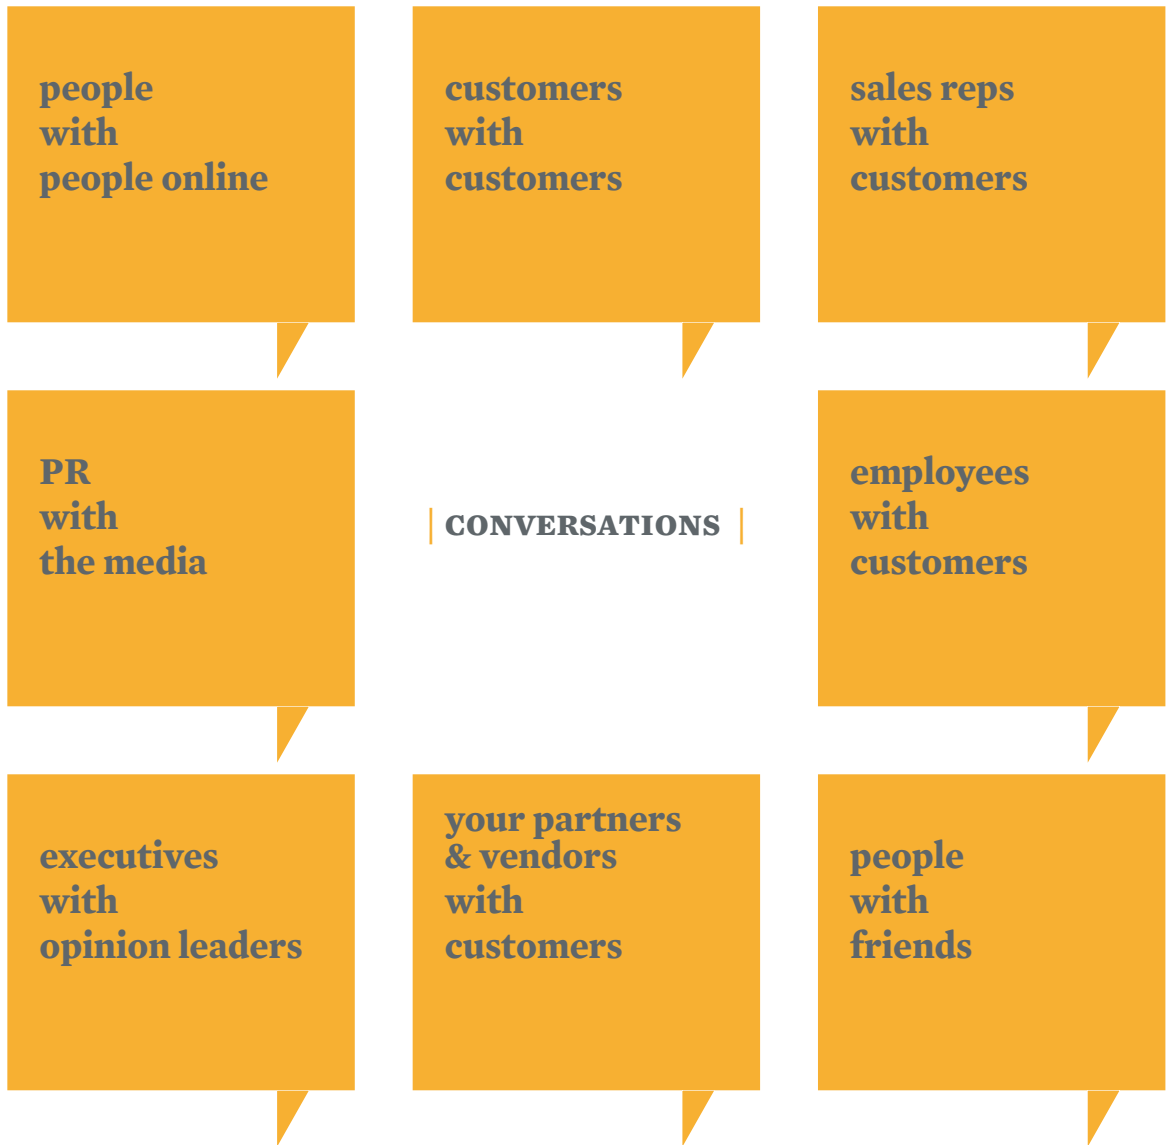 people
with
people online
customers
with
customers
sales reps
with
customers
PR
with
the media
CONVERSATIONS
employees
with
customers
executives
with
opinion leaders
your partners
& vendors
with
customers
people
with
friends